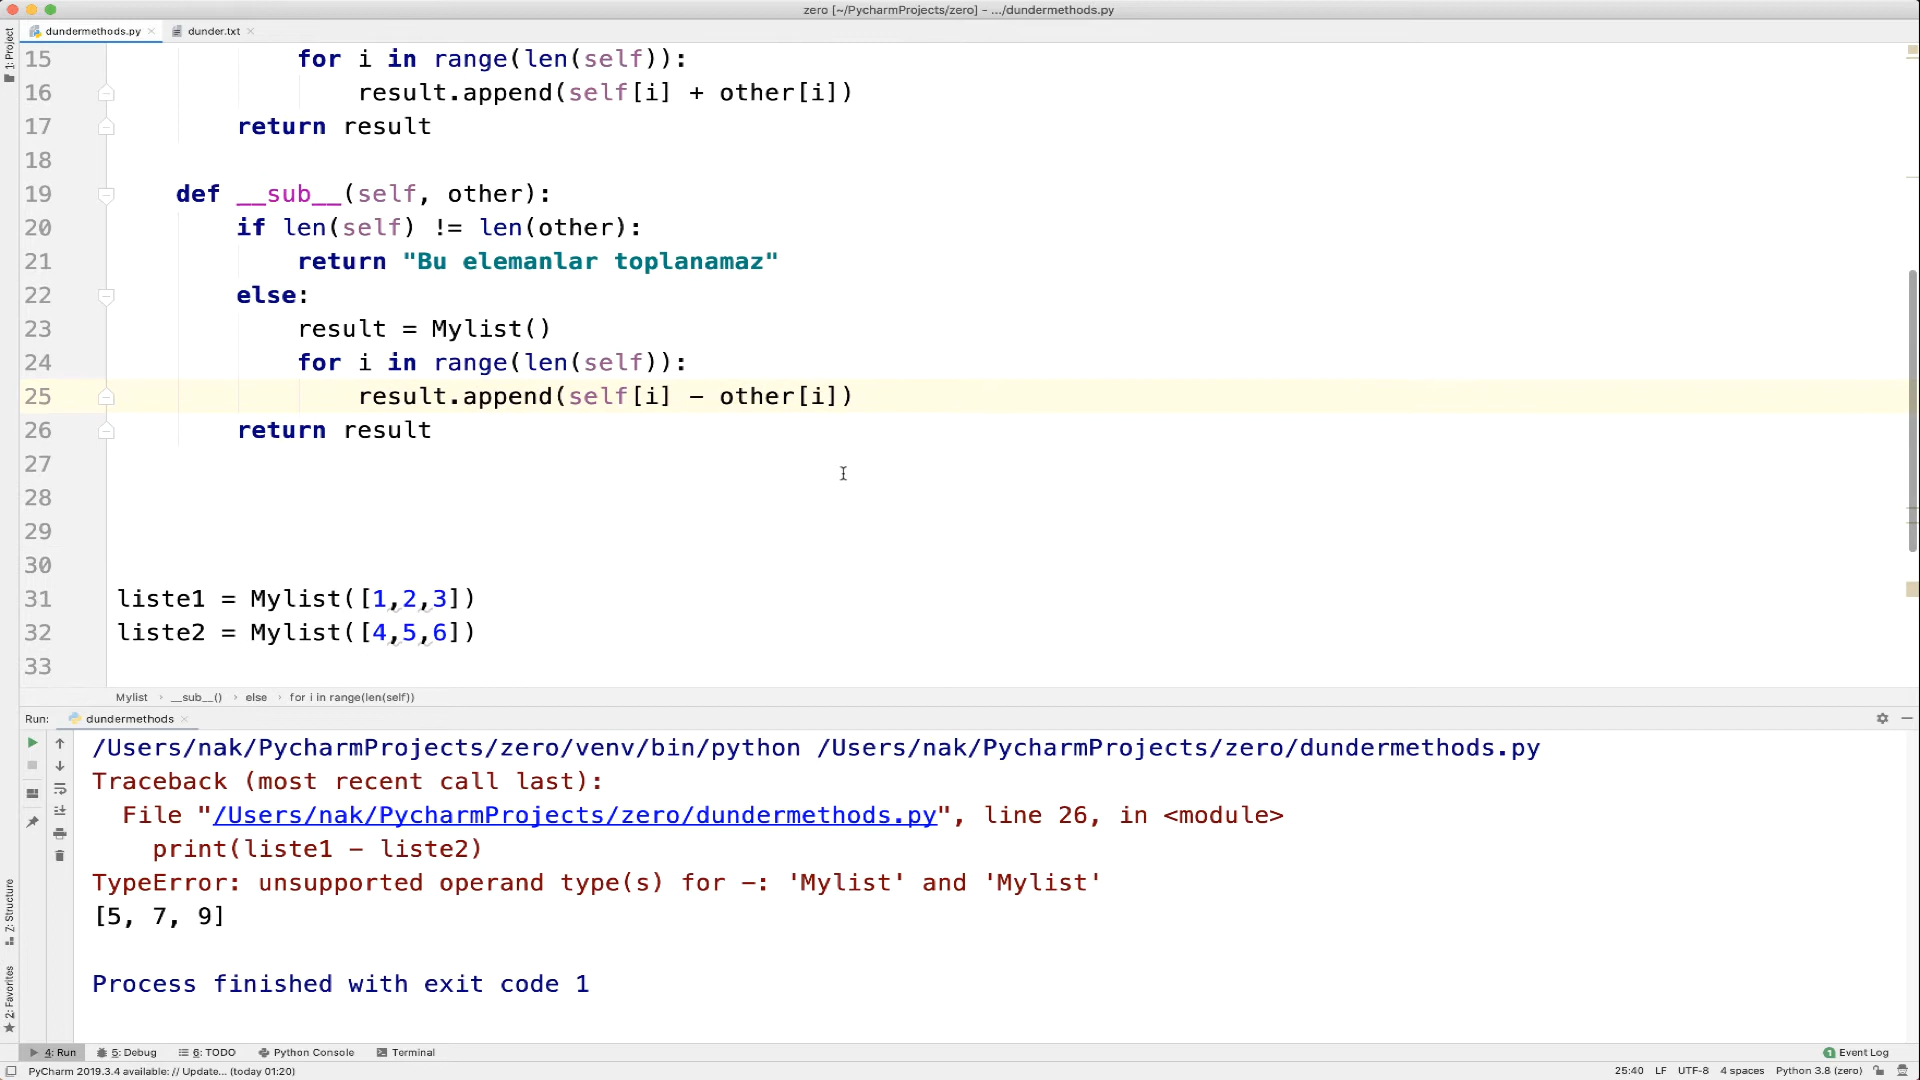 zero [~/PycharmProjects/zero] – .../dundermethods.py
dundermethods.py
dunder.txt
1: Project
15 for i in range(len(self)):
16 result.append(self[i] + other[i])
17 return result
18
19 def __sub__(self, other):
20 if len(self) != len(other):
21 return "Bu elemanlar toplanamaz"
22 else:
23 result = Mylist()
24 for i in range(len(self)):
25 result.append(self[i] - other[i])
26 return result
27
28
29
30
31 liste1 = Mylist([1,2,3])
32 liste2 = Mylist([4,5,6])
33
Mylist › __sub__() › else › for i in range(len(self))
Run: dundermethods
/Users/nak/PycharmProjects/zero/venv/bin/python /Users/nak/PycharmProjects/zero/dundermethods.py
Traceback (most recent call last):
File "/Users/nak/PycharmProjects/zero/dundermethods.py", line 26, in <module>
print(liste1 - liste2)
TypeError: unsupported operand type(s) for -: 'Mylist' and 'Mylist'
[5, 7, 9]
Process finished with exit code 1
Z: Structure
2: Favorites
4: Run
5: Debug
6: TODO
Python Console
Terminal
1 Event Log
PyCharm 2019.3.4 available: // Update... (today 01:20)
25:40 LF UTF-8 4 spaces Python 3.8 (zero)